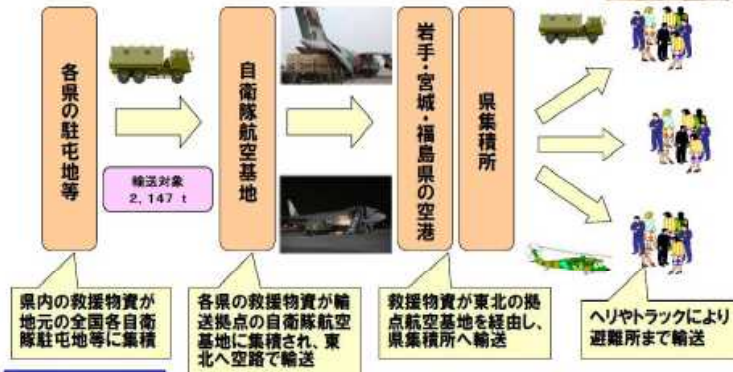 各県の駐屯地等
輸送対象
2,147 t
自衛隊航空基地
岩手・宮城・福島県の空港
県集積所
県内の救援物資が
地元の全国各自衛
隊駐屯地等に集積
各県の救援物資が輸
送拠点の自衛隊航空
基地に集積され、東
北へ空路で輸送
救援物資が東北の拠
点航空基地を経由し、
県集積所へ輸送
ヘリやトラックにより
避難所まで輸送